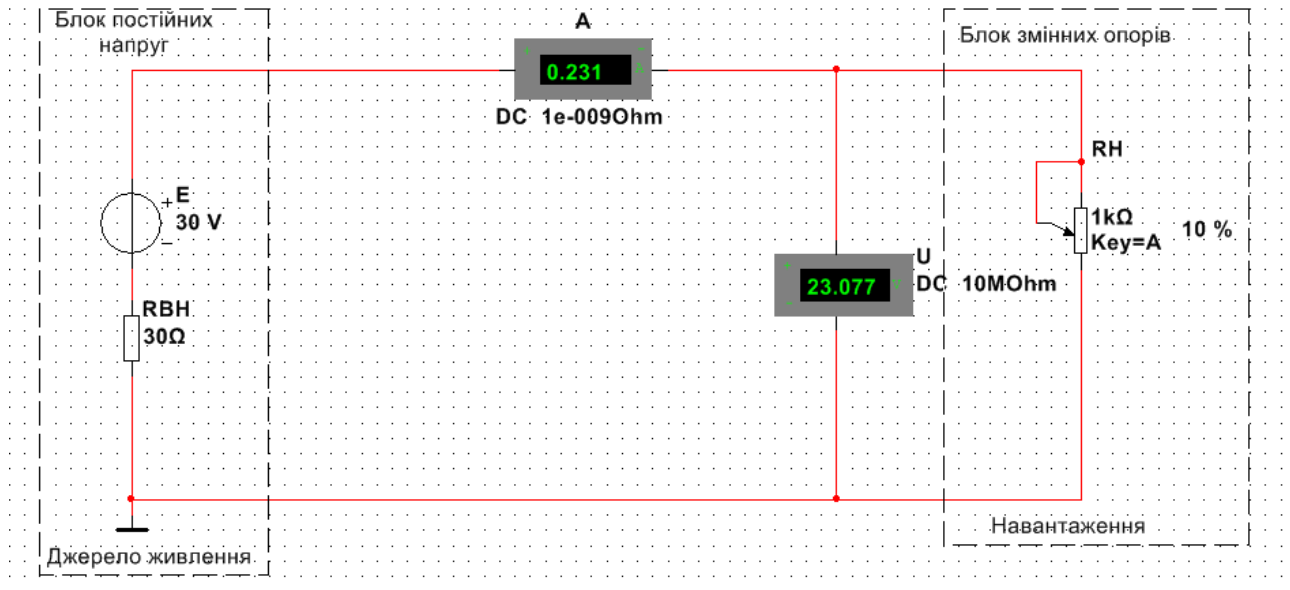 Блок постійних
напруг
A
Блок змінних опорів
+ −
0.231 A
DC 1e-009Ohm
RH
E
+
30 V
−
1kΩ
Key=A
10 %
U
+
23.077 V
−
DC 10MOhm
RBH
30Ω
Навантаження
Джерело живлення